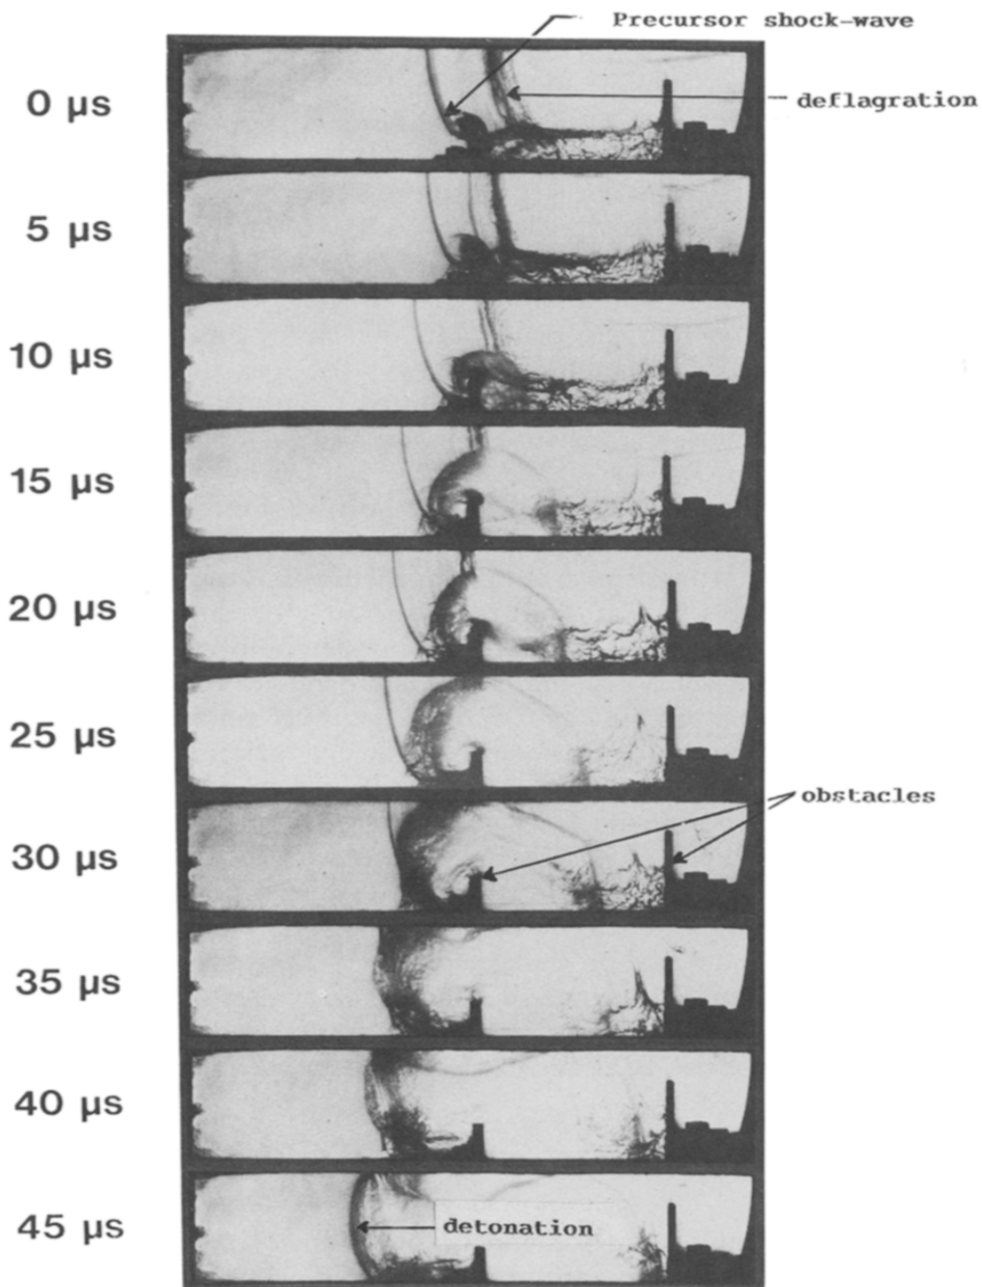 Precursor shock-wave
0 µs
deflagration
5 µs
10 µs
15 µs
20 µs
25 µs
obstacles
30 µs
35 µs
40 µs
45 µs
detonation